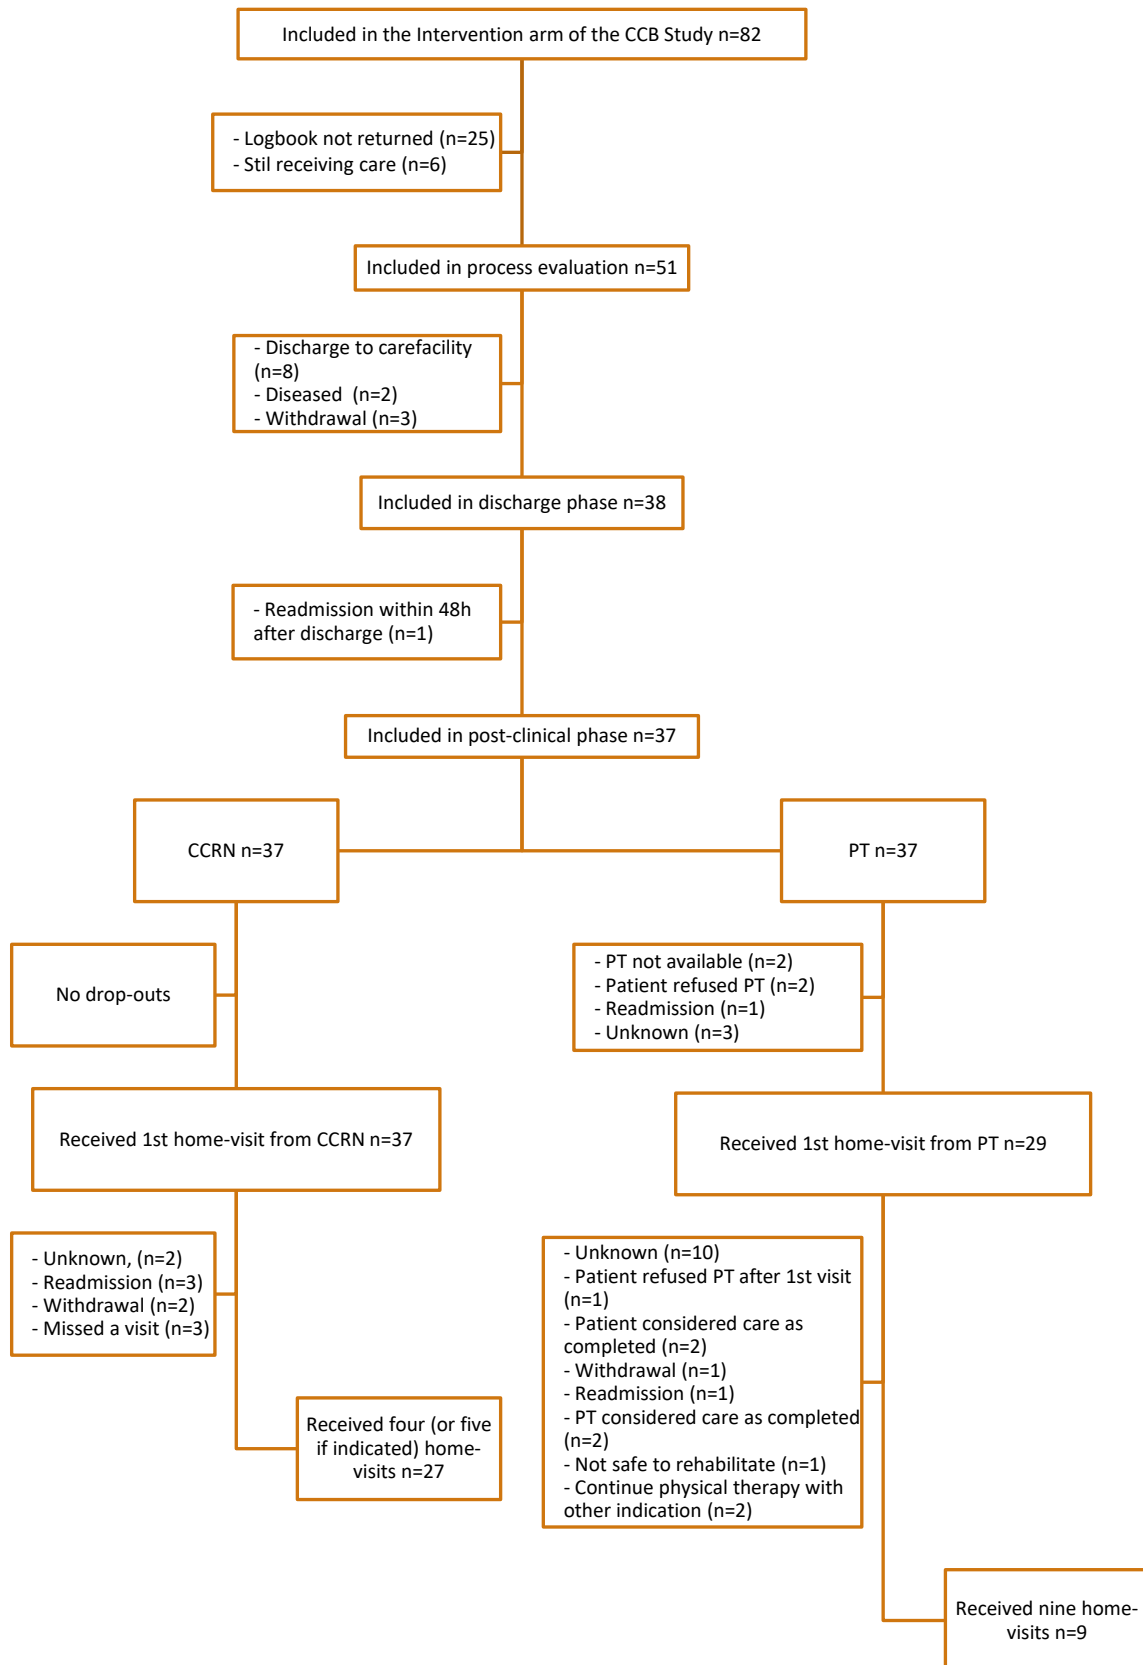 Included in the Intervention arm of the CCB Study n=82
- Logbook not returned (n=25)
- Stil receiving care (n=6)
Included in process evaluation n=51
- Discharge to carefacility
(n=8)
- Diseased  (n=2)
- Withdrawal (n=3)
Included in discharge phase n=38
- Readmission within 48h
after discharge (n=1)
Included in post-clinical phase n=37
CCRN n=37
PT n=37
No drop-outs
- PT not available (n=2)
- Patient refused PT (n=2)
- Readmission (n=1)
- Unknown (n=3)
Received 1st home-visit from CCRN n=37
Received 1st home-visit from PT n=29
- Unknown, (n=2)
- Readmission (n=3)
- Withdrawal (n=2)
- Missed a visit (n=3)
- Unknown (n=10)
- Patient refused PT after 1st visit
(n=1)
- Patient considered care as
completed (n=2)
- Withdrawal (n=1)
- Readmission (n=1)
- PT considered care as completed
(n=2)
- Not safe to rehabilitate (n=1)
- Continue physical therapy with
other indication (n=2)
Received four (or five
if indicated) home-
visits n=27
Received nine home-
visits n=9